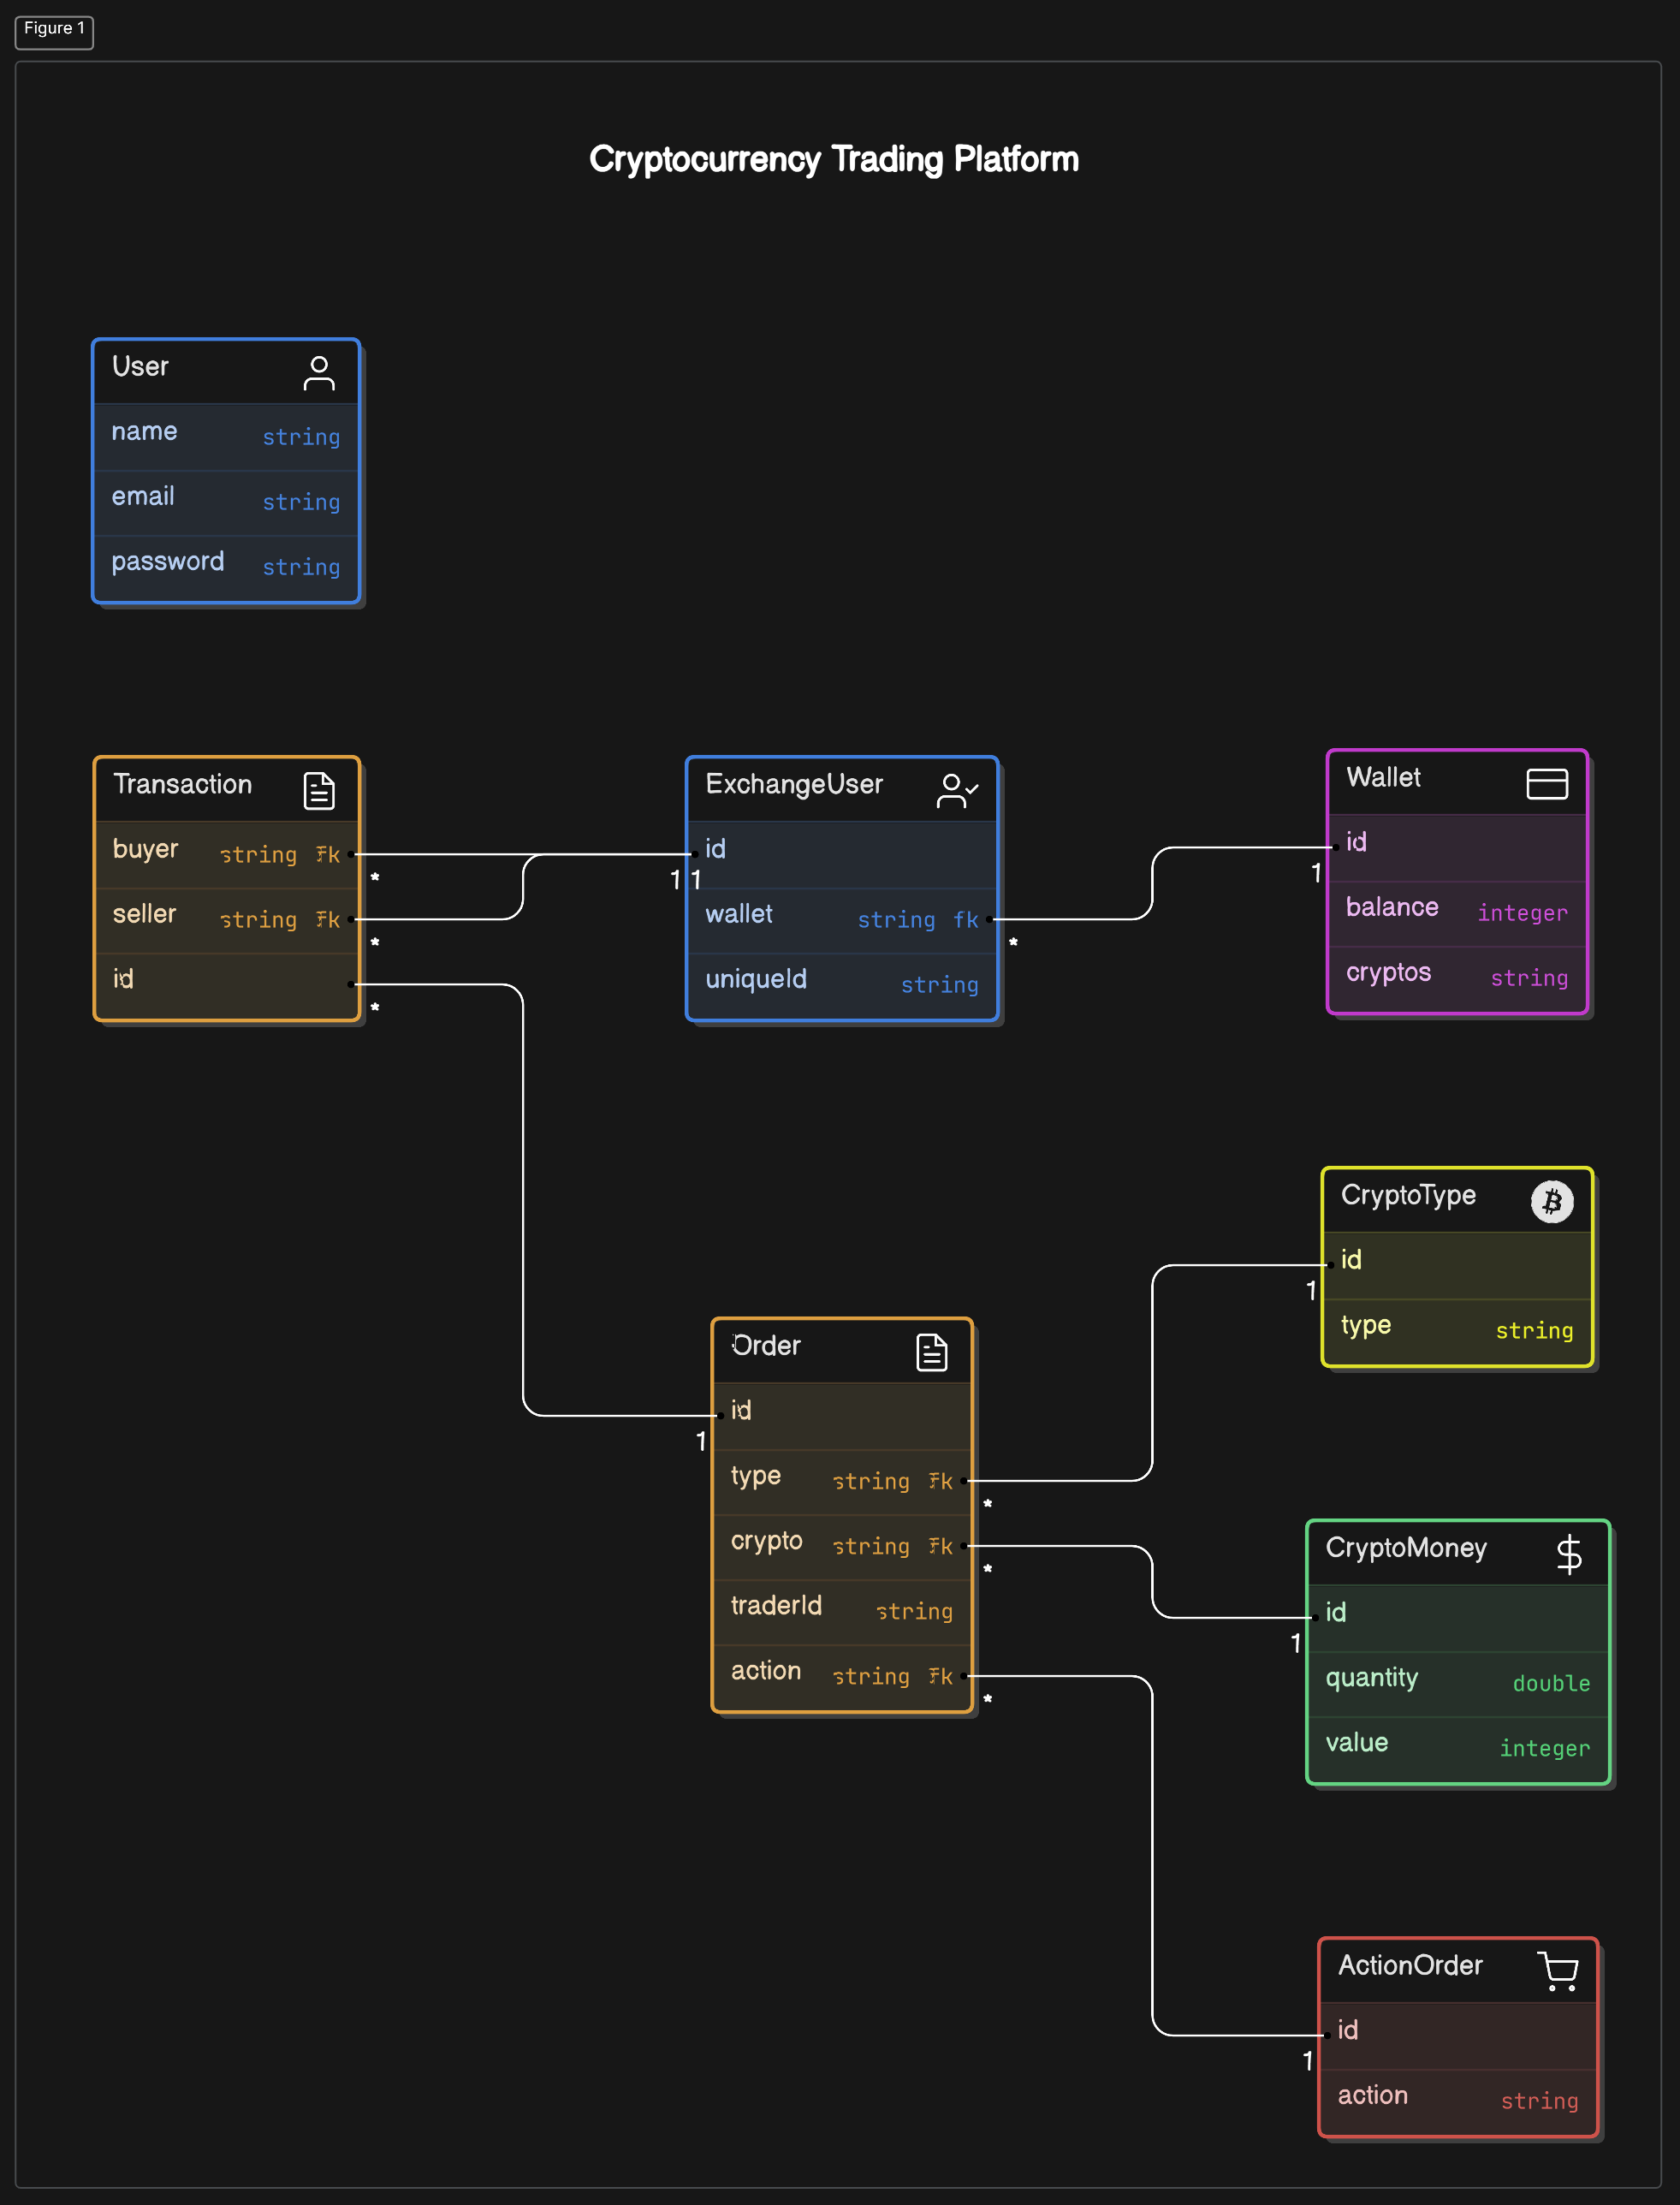 Figure 1
Cryptocurrency Trading Platform
User
name string
email string
password string
Transaction
buyer string fk
seller string fk
id
*
*
*
ExchangeUser
id
1 1
wallet string fk
*
uniqueId string
Wallet
id
1
balance integer
cryptos string
CryptoType
id
1
type string
Order
id
1
type string fk
*
crypto string fk
*
traderId string
action string fk
*
CryptoMoney
id
1
quantity double
value integer
ActionOrder
id
1
action string